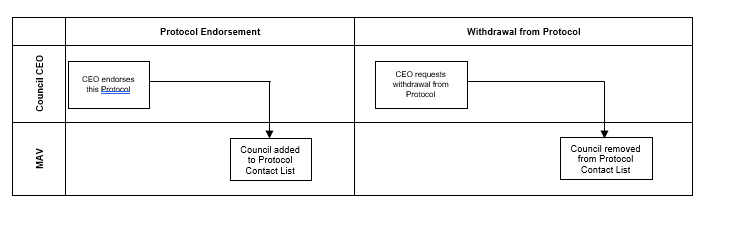 Protocol Endorsement
Withdrawal from Protocol
Council CEO
CEO endorses
this Protocol
CEO requests
withdrawal from
Protocol
MAV
Council added
to Protocol
Contact List
Council removed
from Protocol
Contact List